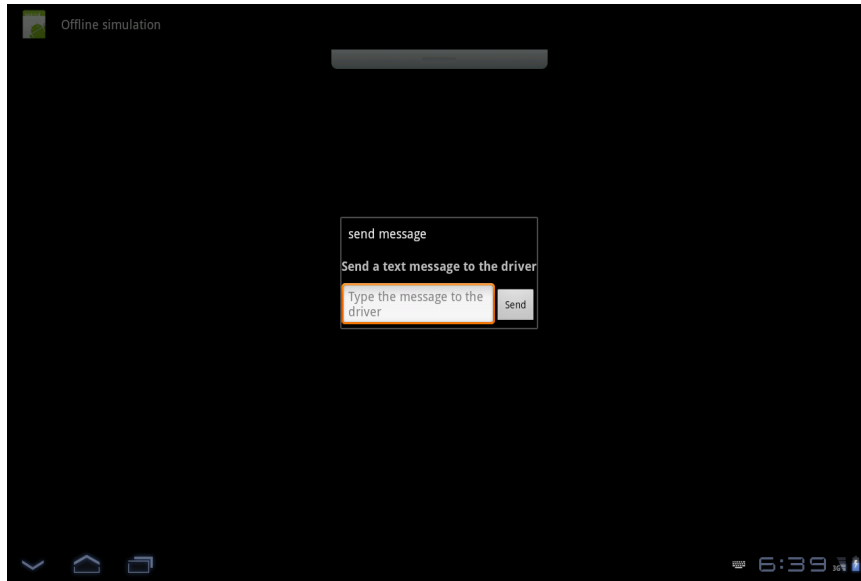 Offline simulation
send message
Send a text message to the driver
Type the message to the
driver
Send
6:39
3G